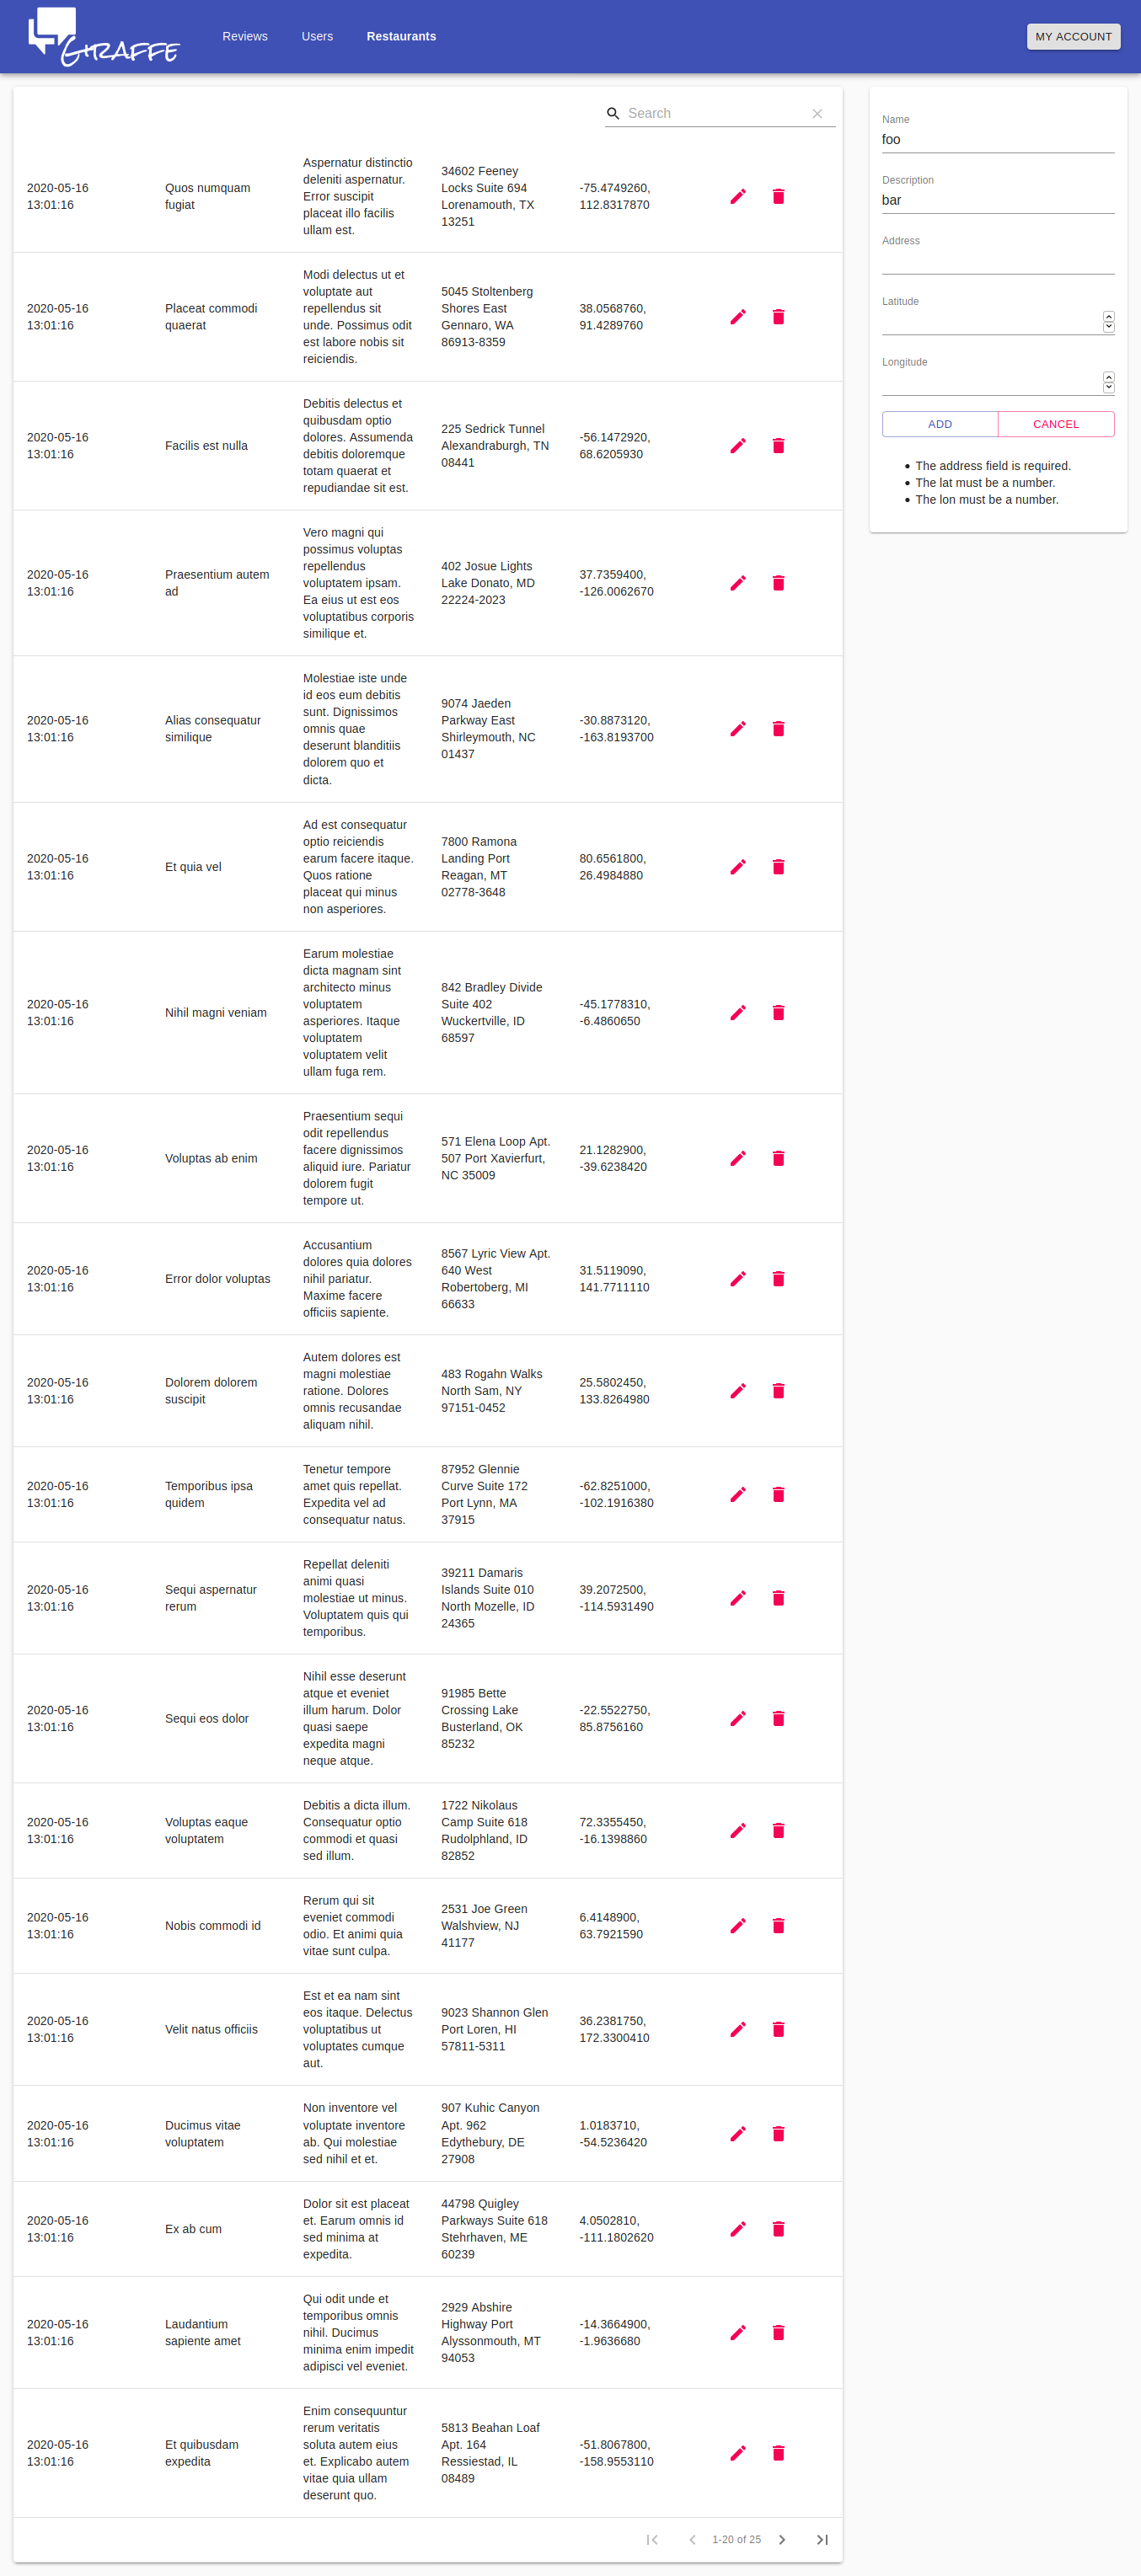 GIRAFFE
Reviews
Users
Restaurants
MY ACCOUNT
Search
2020-05-16
13:01:16
Quos numquam
fugiat
Aspernatur distinctio
deleniti aspernatur.
Error suscipit
placeat illo facilis
ullam est.
34602 Feeney
Locks Suite 694
Lorenamouth, TX
13251
-75.4749260,
112.8317870
2020-05-16
13:01:16
Placeat commodi
quaerat
Modi delectus ut et
voluptate aut
repellendus sit
unde. Possimus odit
est labore nobis sit
reiciendis.
5045 Stoltenberg
Shores East
Gennaro, WA
86913-8359
38.0568760,
91.4289760
2020-05-16
13:01:16
Facilis est nulla
Debitis delectus et
quibusdam optio
dolores. Assumenda
debitis doloremque
totam quaerat et
repudiandae sit est.
225 Sedrick Tunnel
Alexandraburgh, TN
08441
-56.1472920,
68.6205930
2020-05-16
13:01:16
Praesentium autem
ad
Vero magni qui
possimus voluptas
repellendus
voluptatem ipsam.
Ea eius ut est eos
voluptatibus corporis
similique et.
402 Josue Lights
Lake Donato, MD
22224-2023
37.7359400,
-126.0062670
2020-05-16
13:01:16
Alias consequatur
similique
Molestiae iste unde
id eos eum debitis
sunt. Dignissimos
omnis quae
deserunt blanditiis
dolorem quo et
dicta.
9074 Jaeden
Parkway East
Shirleymouth, NC
01437
-30.8873120,
-163.8193700
2020-05-16
13:01:16
Et quia vel
Ad est consequatur
optio reiciendis
earum facere itaque.
Quos ratione
placeat qui minus
non asperiores.
7800 Ramona
Landing Port
Reagan, MT
02778-3648
80.6561800,
26.4984880
2020-05-16
13:01:16
Nihil magni veniam
Earum molestiae
dicta magnam sint
architecto minus
voluptatem
asperiores. Itaque
voluptatem
voluptatem velit
ullam fuga rem.
842 Bradley Divide
Suite 402
Wuckertville, ID
68597
-45.1778310,
-6.4860650
2020-05-16
13:01:16
Voluptas ab enim
Praesentium sequi
odit repellendus
facere dignissimos
aliquid iure. Pariatur
dolorem fugit
tempore ut.
571 Elena Loop Apt.
507 Port Xavierfurt,
NC 35009
21.1282900,
-39.6238420
2020-05-16
13:01:16
Error dolor voluptas
Accusantium
dolores quia dolores
nihil pariatur.
Maxime facere
officiis sapiente.
8567 Lyric View Apt.
640 West
Robertoberg, MI
66633
31.5119090,
141.7711110
2020-05-16
13:01:16
Dolorem dolorem
suscipit
Autem dolores est
magni molestiae
ratione. Dolores
omnis recusandae
aliquam nihil.
483 Rogahn Walks
North Sam, NY
97151-0452
25.5802450,
133.8264980
2020-05-16
13:01:16
Temporibus ipsa
quidem
Tenetur tempore
amet quis repellat.
Expedita vel ad
consequatur natus.
87952 Glennie
Curve Suite 172
Port Lynn, MA
37915
-62.8251000,
-102.1916380
2020-05-16
13:01:16
Sequi aspernatur
rerum
Repellat deleniti
animi quasi
molestiae ut minus.
Voluptatem quis qui
temporibus.
39211 Damaris
Islands Suite 010
North Mozelle, ID
24365
39.2072500,
-114.5931490
2020-05-16
13:01:16
Sequi eos dolor
Nihil esse deserunt
atque et eveniet
illum harum. Dolor
quasi saepe
expedita magni
neque atque.
91985 Bette
Crossing Lake
Busterland, OK
85232
-22.5522750,
85.8756160
2020-05-16
13:01:16
Voluptas eaque
voluptatem
Debitis a dicta illum.
Consequatur optio
commodi et quasi
sed illum.
1722 Nikolaus
Camp Suite 618
Rudolphland, ID
82852
72.3355450,
-16.1398860
2020-05-16
13:01:16
Nobis commodi id
Rerum qui sit
eveniet commodi
odio. Et animi quia
vitae sunt culpa.
2531 Joe Green
Walshview, NJ
41177
6.4148900,
63.7921590
2020-05-16
13:01:16
Velit natus officiis
Est et ea nam sint
eos itaque. Delectus
voluptatibus ut
voluptates cumque
aut.
9023 Shannon Glen
Port Loren, HI
57811-5311
36.2381750,
172.3300410
2020-05-16
13:01:16
Ducimus vitae
voluptatem
Non inventore vel
voluptate inventore
ab. Qui molestiae
sed nihil et et.
907 Kuhic Canyon
Apt. 962
Edythebury, DE
27908
1.0183710,
-54.5236420
2020-05-16
13:01:16
Ex ab cum
Dolor sit est placeat
et. Earum omnis id
sed minima at
expedita.
44798 Quigley
Parkways Suite 618
Stehrhaven, ME
60239
4.0502810,
-111.1802620
2020-05-16
13:01:16
Laudantium
sapiente amet
Qui odit unde et
temporibus omnis
nihil. Ducimus
minima enim impedit
adipisci vel eveniet.
2929 Abshire
Highway Port
Alyssonmouth, MT
94053
-14.3664900,
-1.9636680
2020-05-16
13:01:16
Et quibusdam
expedita
Enim consequuntur
rerum veritatis
soluta autem eius
et. Explicabo autem
vitae quia ullam
deserunt quo.
5813 Beahan Loaf
Apt. 164
Ressiestad, IL
08489
-51.8067800,
-158.9553110
1-20 of 25
Name
foo
Description
bar
Address
Latitude
Longitude
ADD
CANCEL
The address field is required.
The lat must be a number.
The lon must be a number.